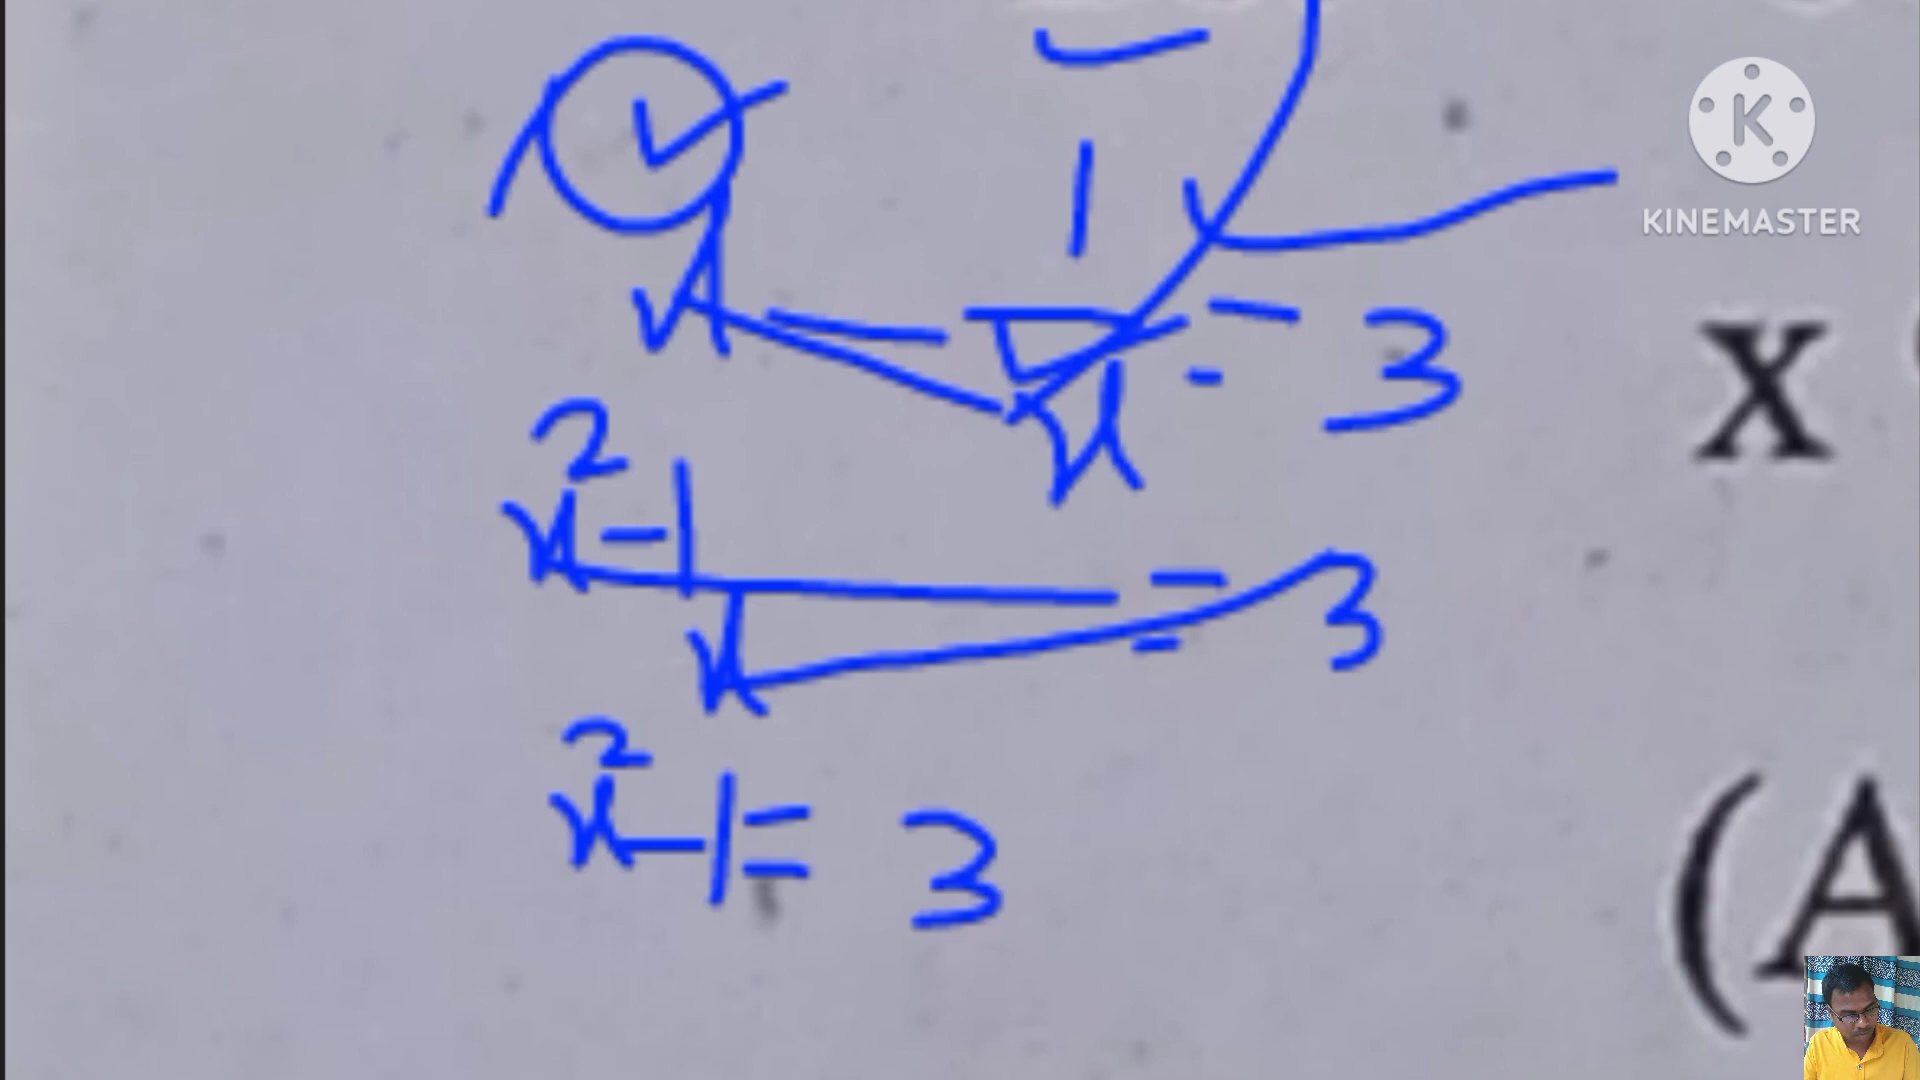 KINEMASTER
x - 1/x = 3
x
x² - 1 / x = 3
x² - 1 = 3
(A